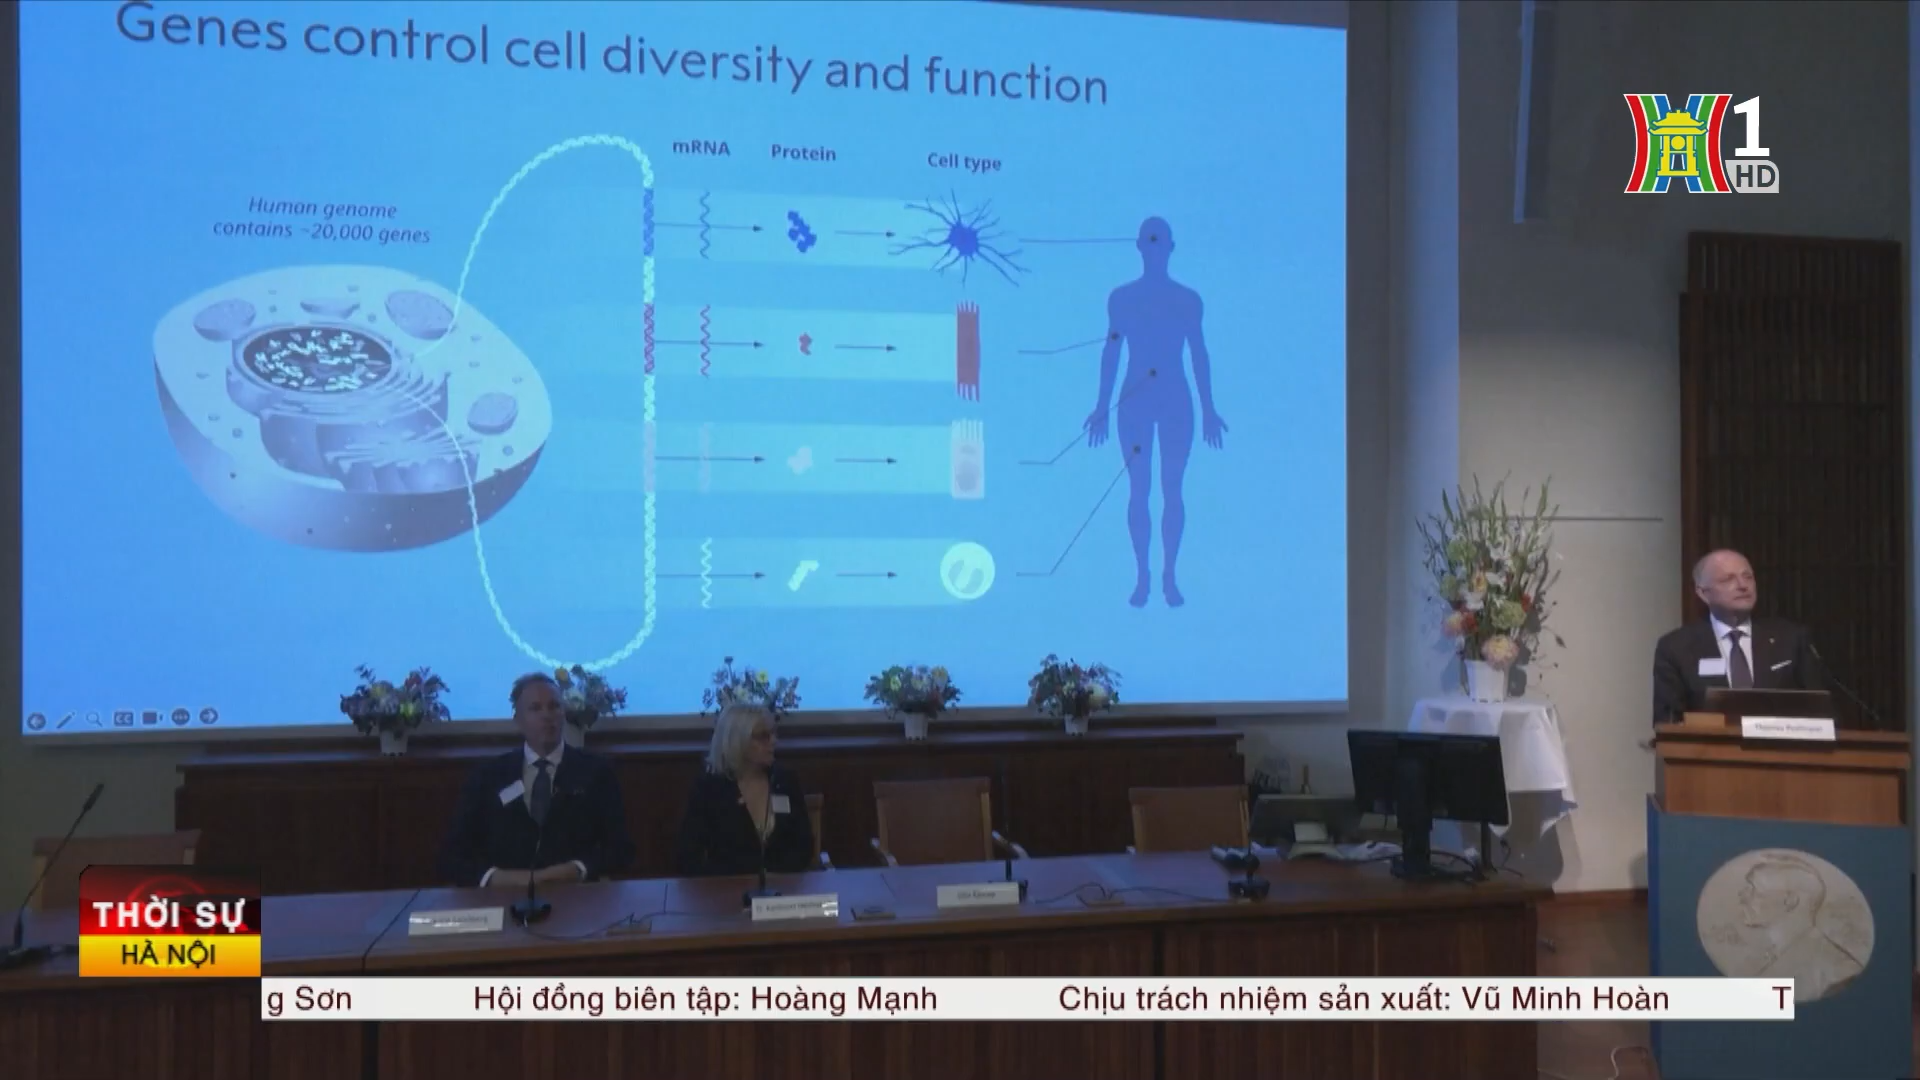 Genes control cell diversity and function
mRNA
Protein
Cell type
Human genome
contains ~20,000 genes
1
HD
THỜI SỰ
HÀ NỘI
g Sơn Hội đồng biên tập: Hoàng Mạnh Chịu trách nhiệm sản xuất: Vũ Minh Hoàn T